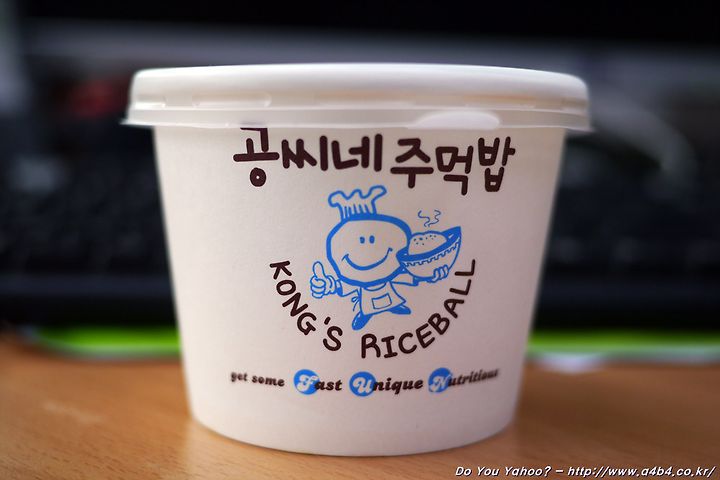 공씨네 주먹밥
KONG'S RICEBALL
get some Fast Unique Nutritious
Do You Yahoo? - http://www.a4b4.co.kr/